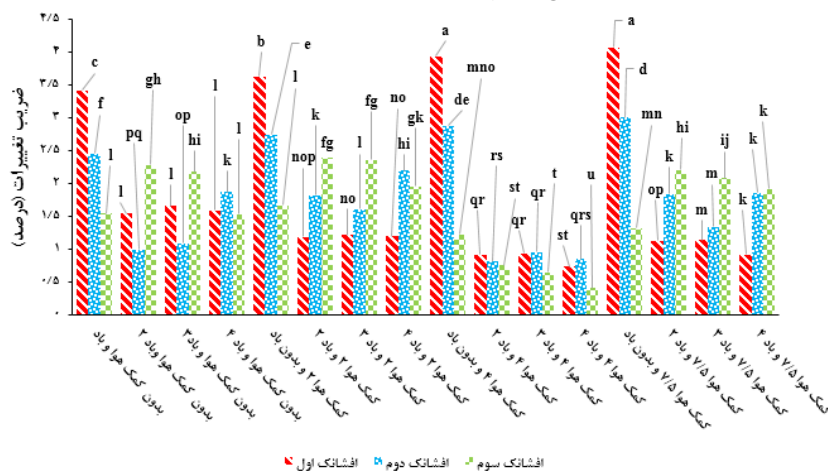 ضریب تغییرات (درصد)
۴/۵
۴
۳/۵
۳
۲/۵
۲
۱/۵
۱
۰/۵
۰
c f l
l pq gh
l op hi
l k l
b e l
nop k fg
no l fg
no hi gk
a de mno
qr rs st
qr qr t
st qrs u
a d mn
op k hi
m m ij
k k k
بدون کمک هوا و باد
بدون کمک هوا وباد ۲
بدون کمک هوا و باد ۳
بدون کمک هوا و باد ۴
کمک هوا ۲ و بدون باد
کمک هوا ۲ و باد ۲
کمک هوا ۲ و باد ۳
کمک هوا ۲ و باد ۴
کمک هوا ۴ و بدون باد
کمک هوا ۴ و باد ۲
کمک هوا ۴ و باد ۳
کمک هوا ۴ و باد ۴
کمک هوا ۷/۵ و بدون باد
کمک هوا ۷/۵ و باد ۲
کمک هوا ۷/۵ و باد ۳
کمک هوا ۷/۵ و باد ۴
افشانک اول افشانک دوم افشانک سوم